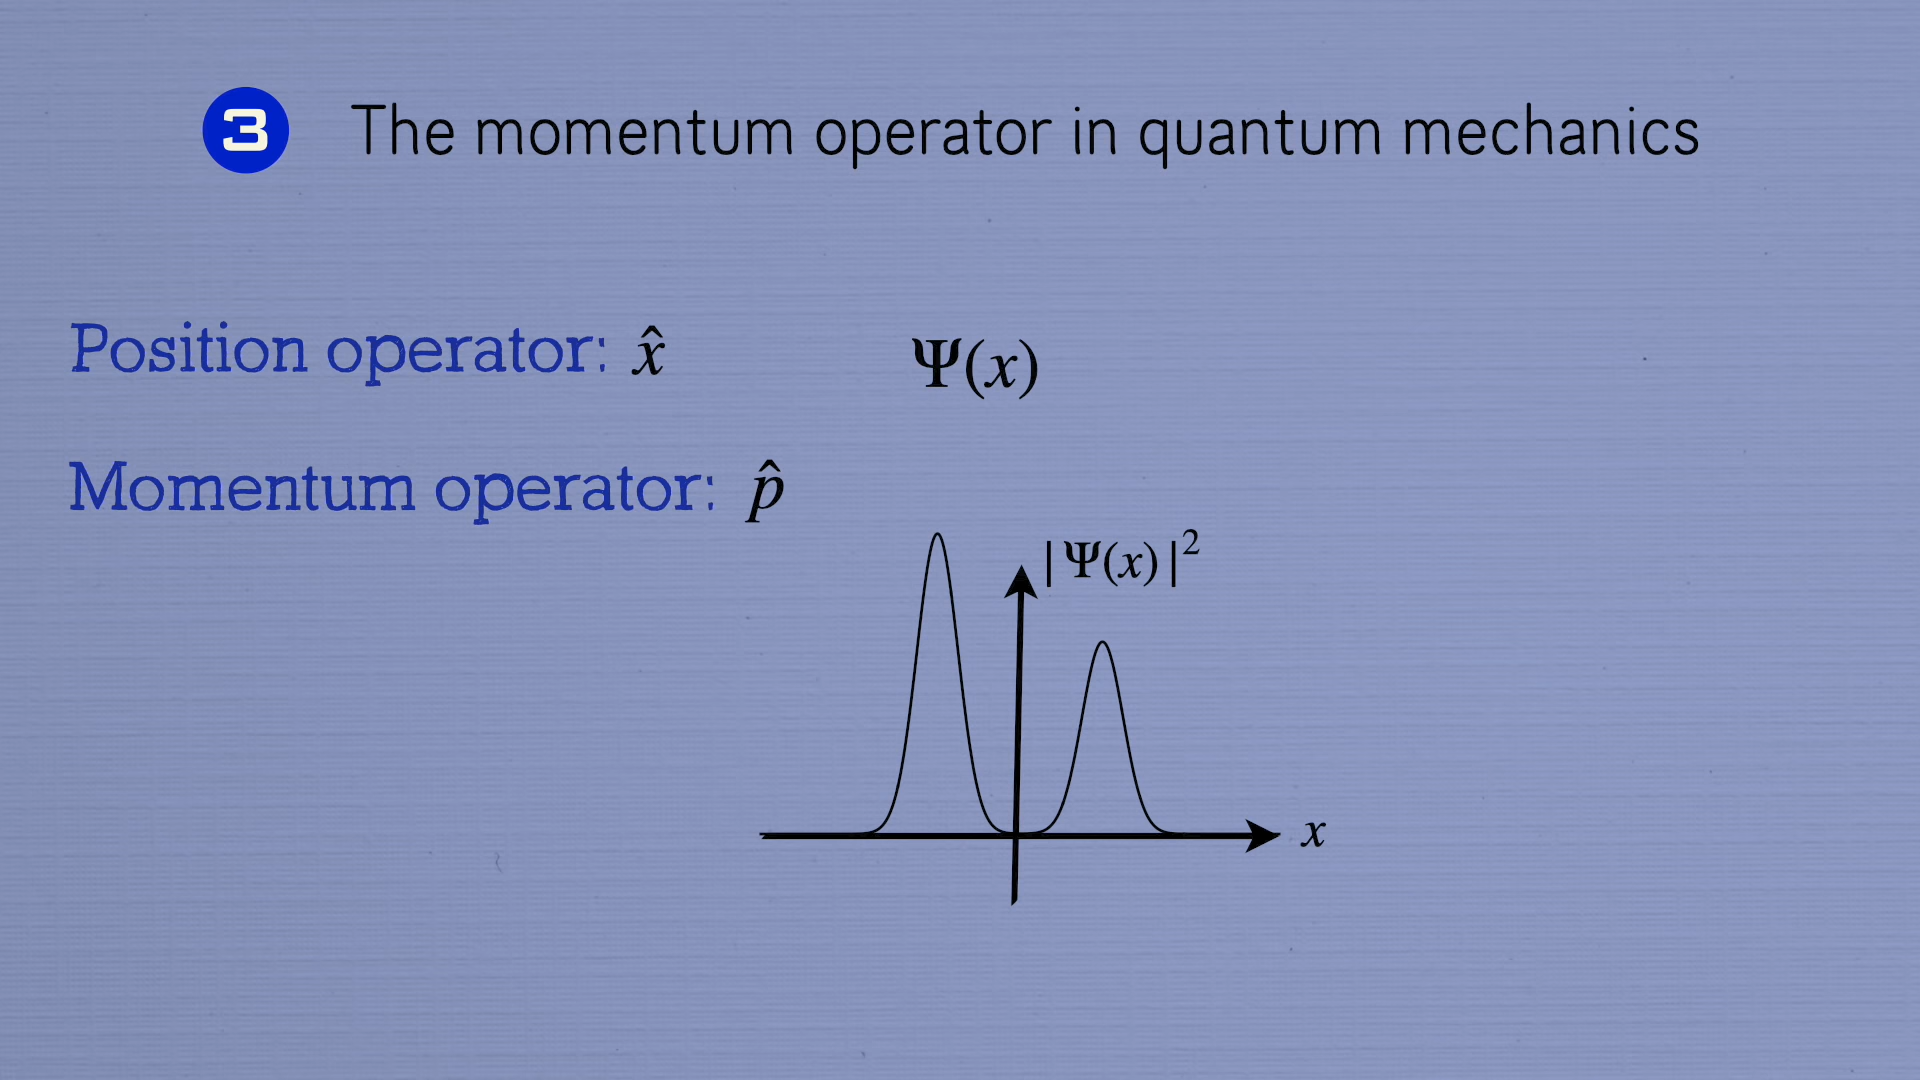 3 The momentum operator in quantum mechanics
Position operator: x̂
Ψ(x)
Momentum operator: p̂
|Ψ(x)|²
x